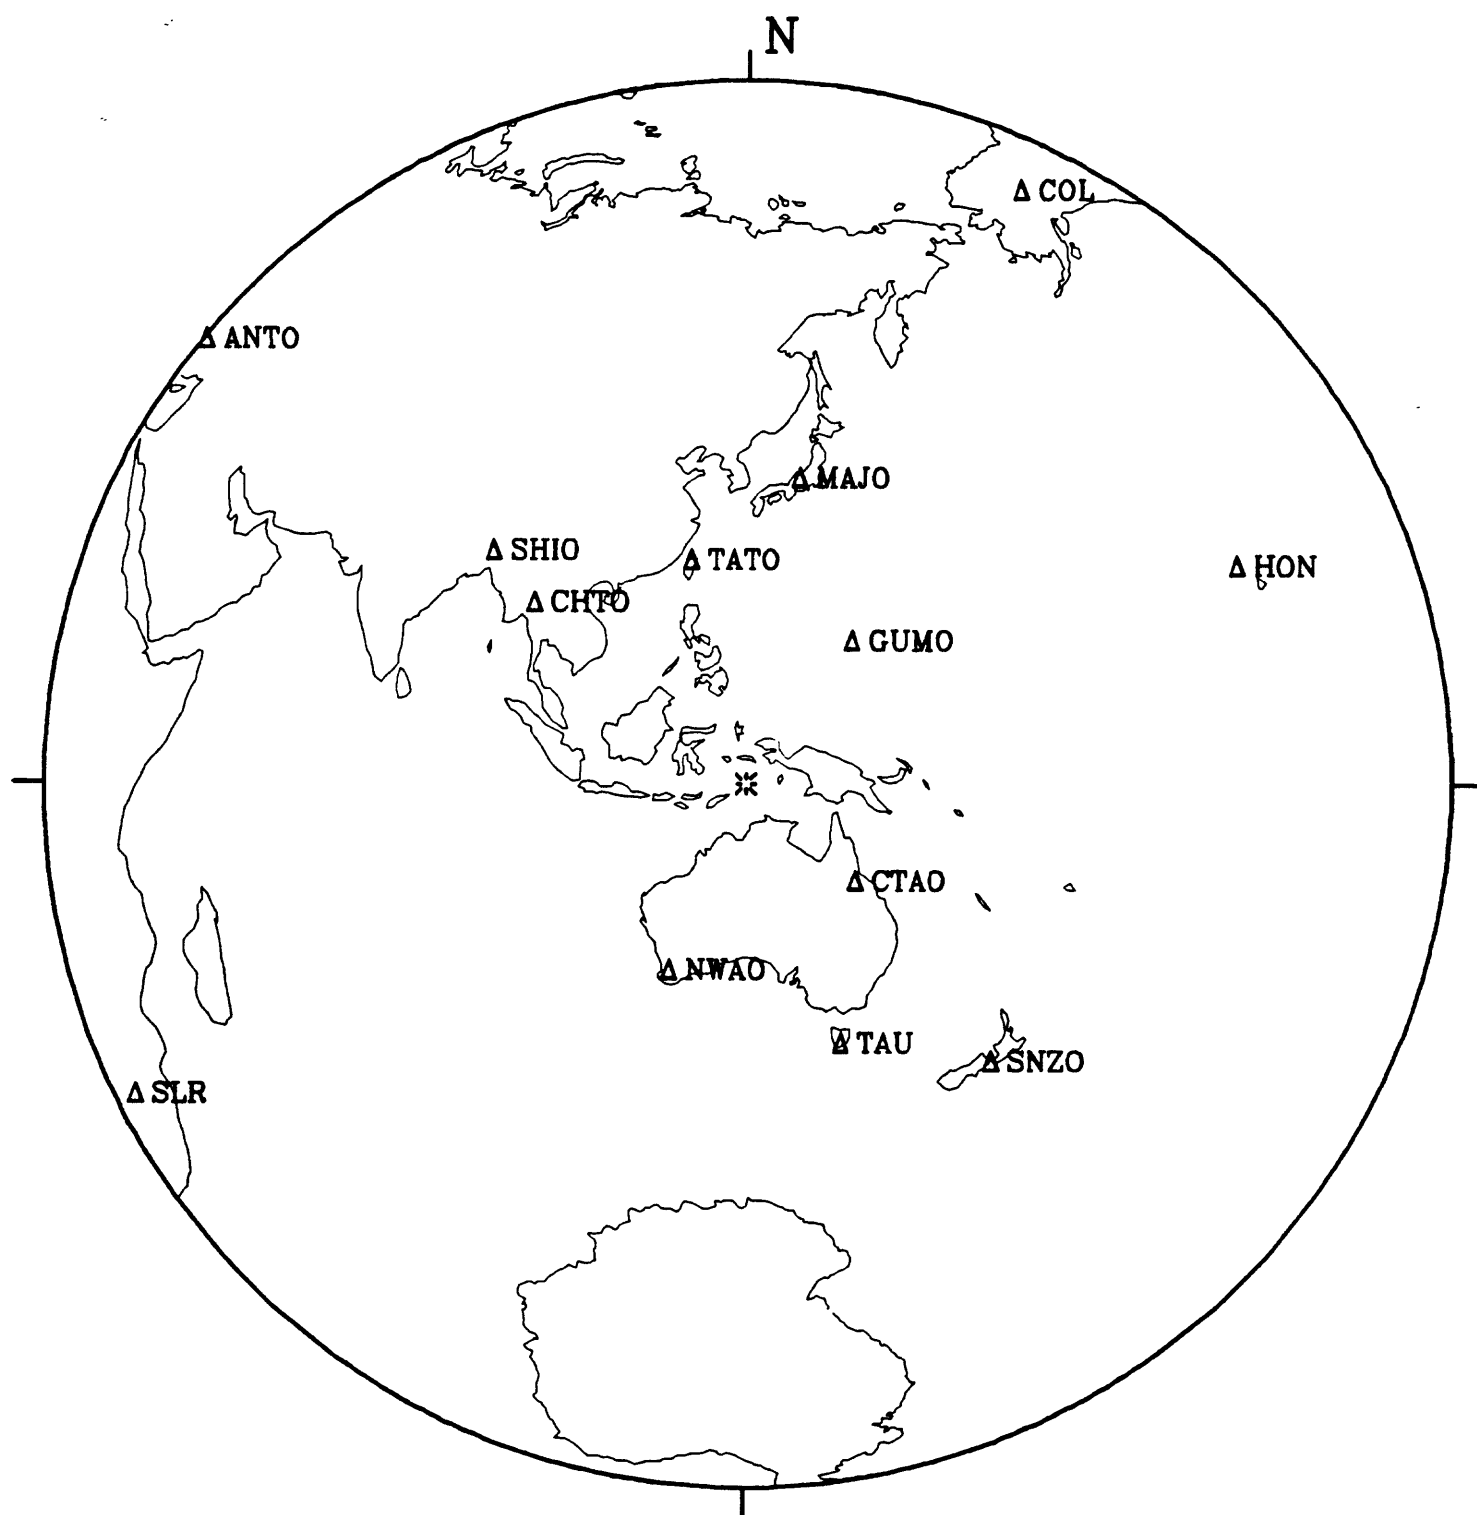 N
COL
ANTO
MAJO
SHIO
TATO
HON
CHTO
GUMO
CTAO
NWAO
TAU
SNZO
SLR